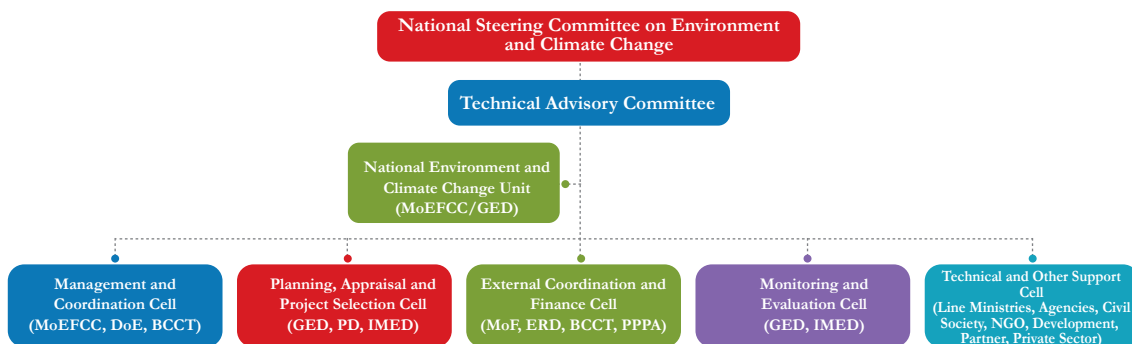 National Steering Committee on Environment
and Climate Change
Technical Advisory Committee
National Environment and
Climate Change Unit
(MoEFCC/GED)
Management and
Coordination Cell
(MoEFCC, DoE, BCCT)
Planning, Appraisal and
Project Selection Cell
(GED, PD, IMED)
External Coordination and
Finance Cell
(MoF, ERD, BCCT, PPPA)
Monitoring and
Evaluation Cell
(GED, IMED)
Technical and Other Support
Cell
(Line Ministries, Agencies, Civil
Society, NGO, Development,
Partner, Private Sector)